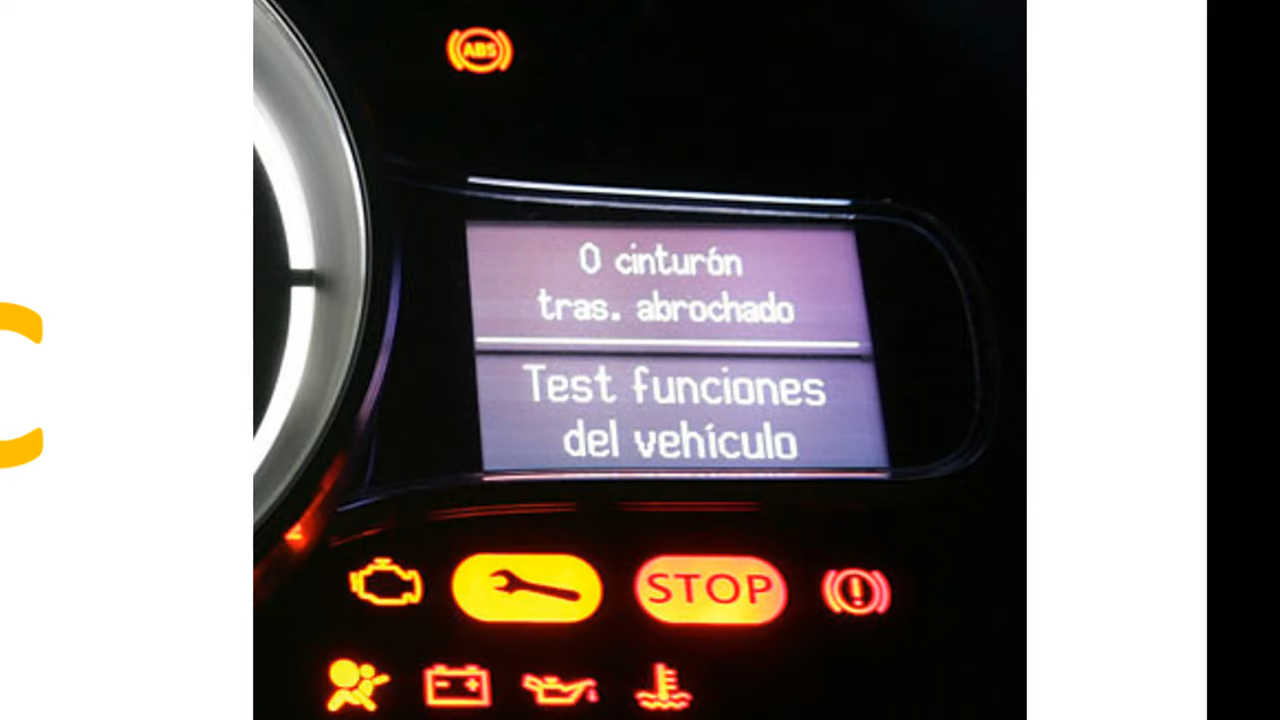 ABS
0 cinturón
tras. abrochado
Test funciones
del vehículo
STOP